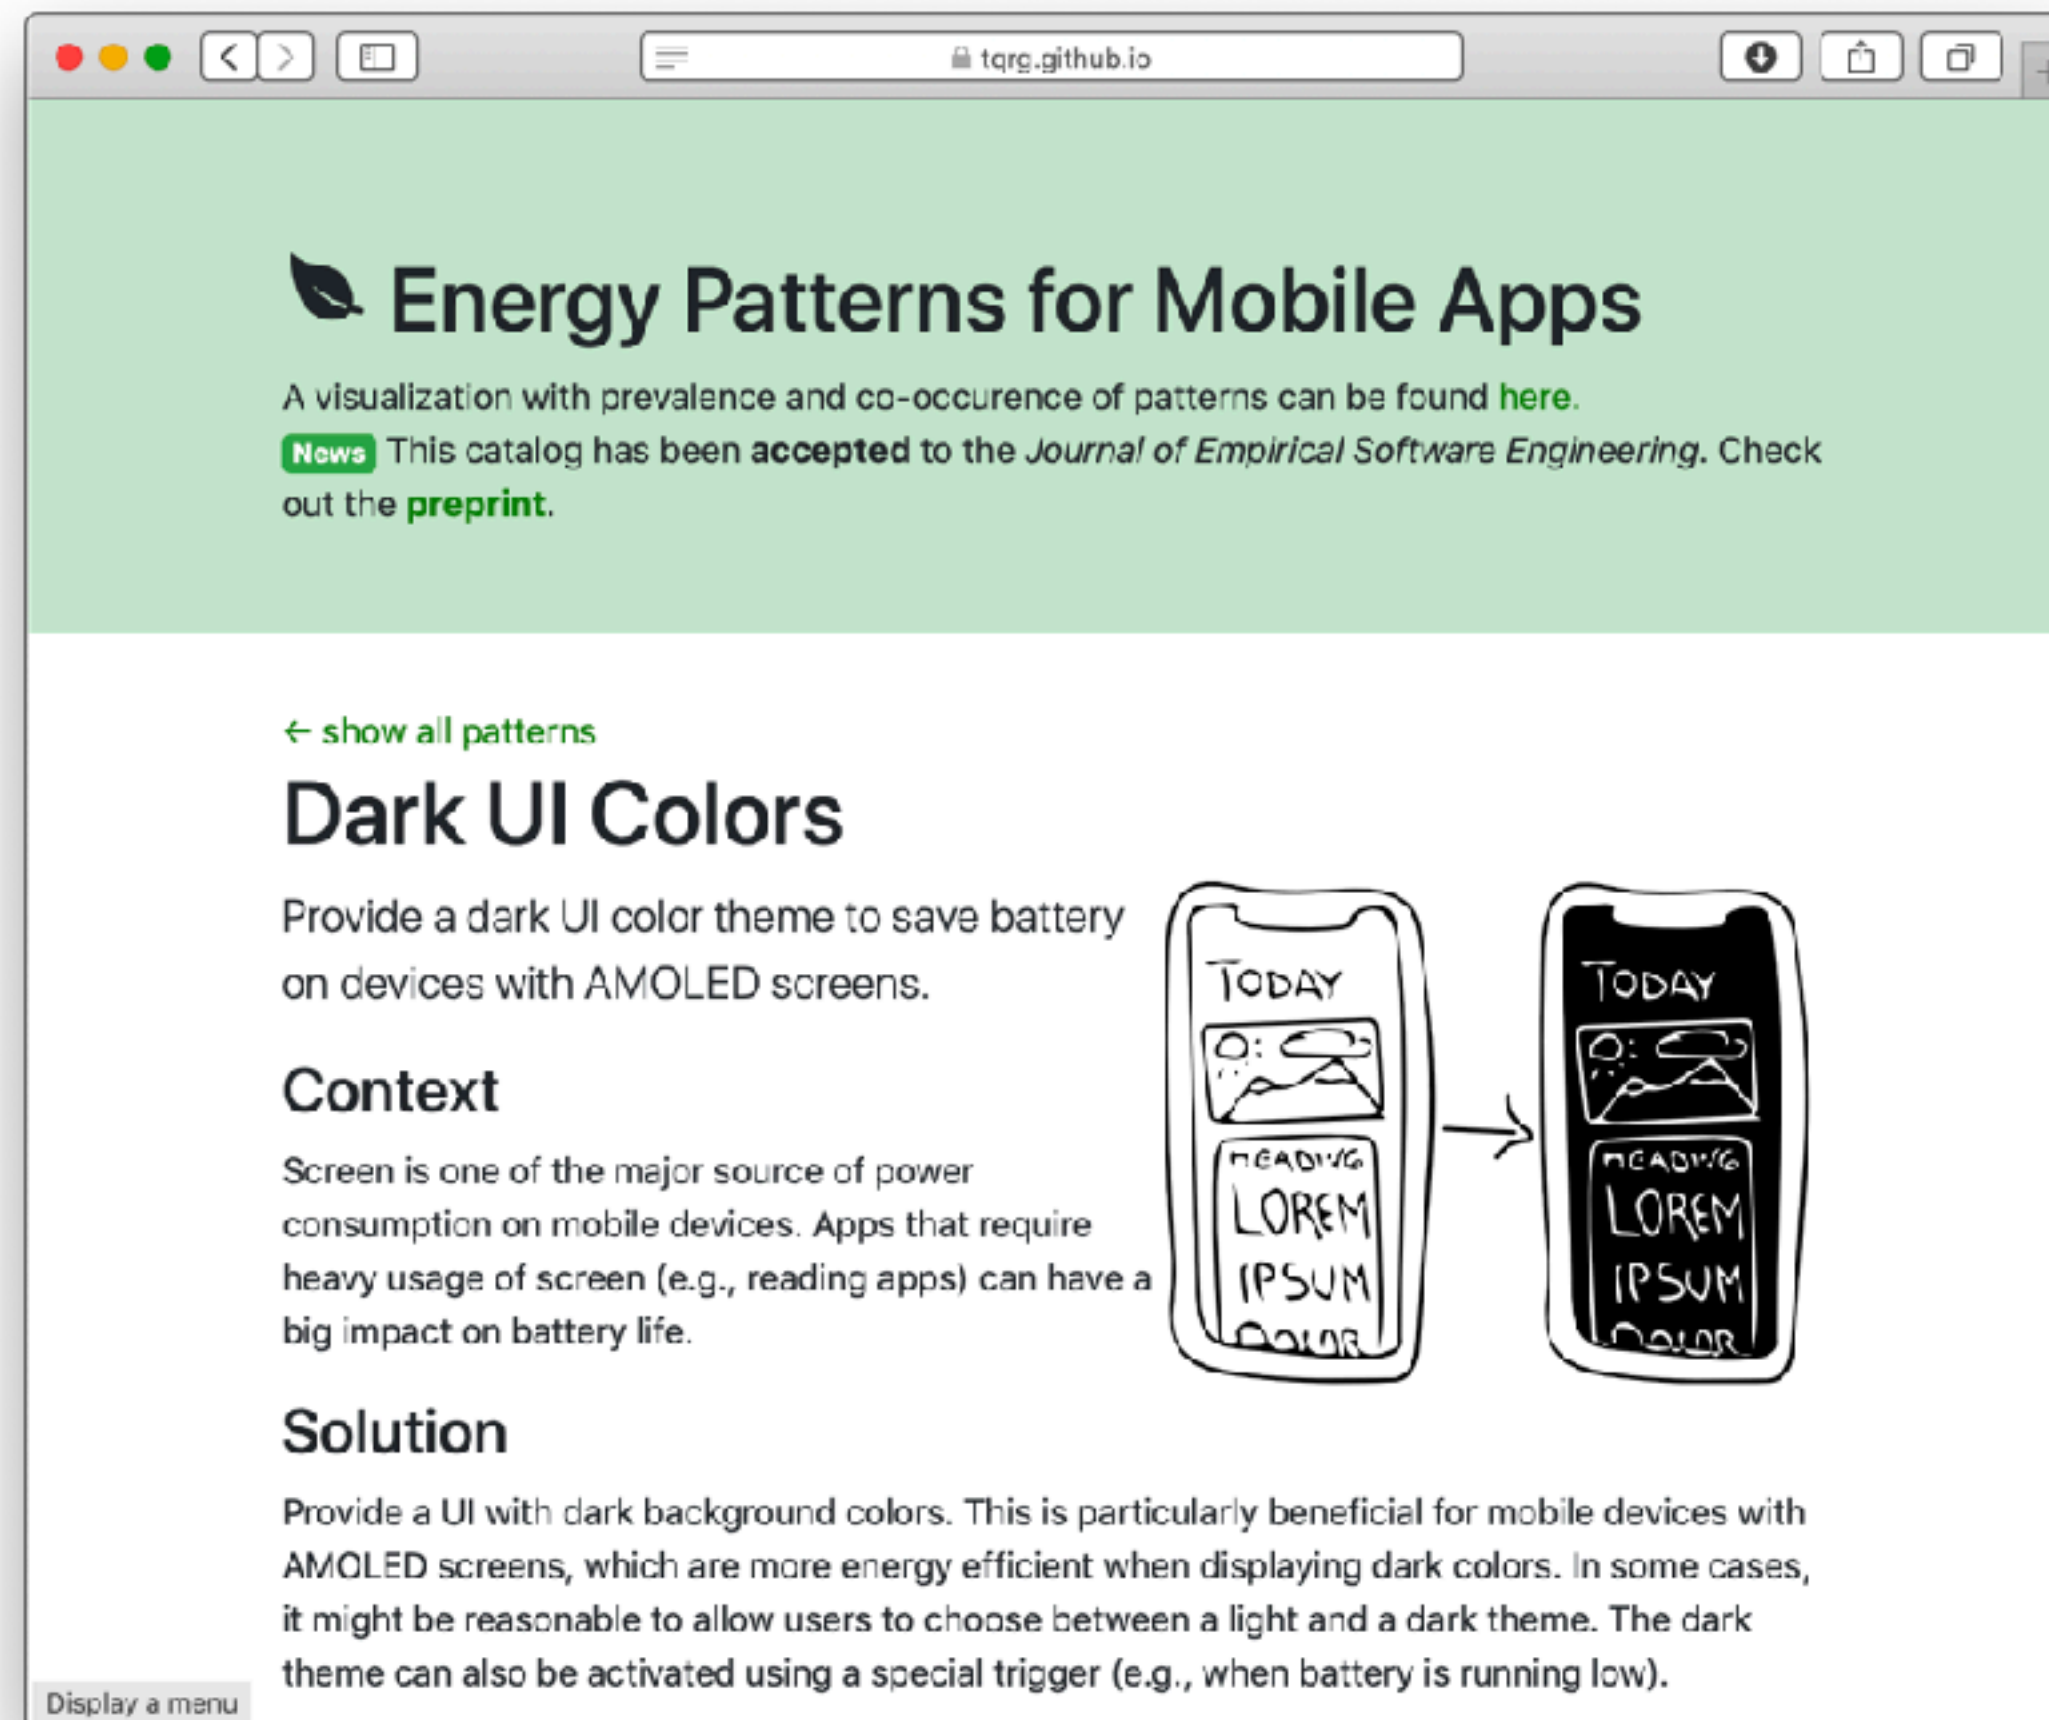 tqrg.github.io
Energy Patterns for Mobile Apps
A visualization with prevalence and co-occurence of patterns can be found here.
News This catalog has been accepted to the Journal of Empirical Software Engineering. Check
out the preprint.
← show all patterns
Dark UI Colors
Provide a dark UI color theme to save battery
on devices with AMOLED screens.
Context
Screen is one of the major source of power
consumption on mobile devices. Apps that require
heavy usage of screen (e.g., reading apps) can have a
big impact on battery life.
TODAY
HEADING
LOREM
IPSUM
DOLOR
TODAY
HEADING
LOREM
IPSUM
DOLOR
Solution
Provide a UI with dark background colors. This is particularly beneficial for mobile devices with
AMOLED screens, which are more energy efficient when displaying dark colors. In some cases,
it might be reasonable to allow users to choose between a light and a dark theme. The dark
theme can also be activated using a special trigger (e.g., when battery is running low).
Display a menu